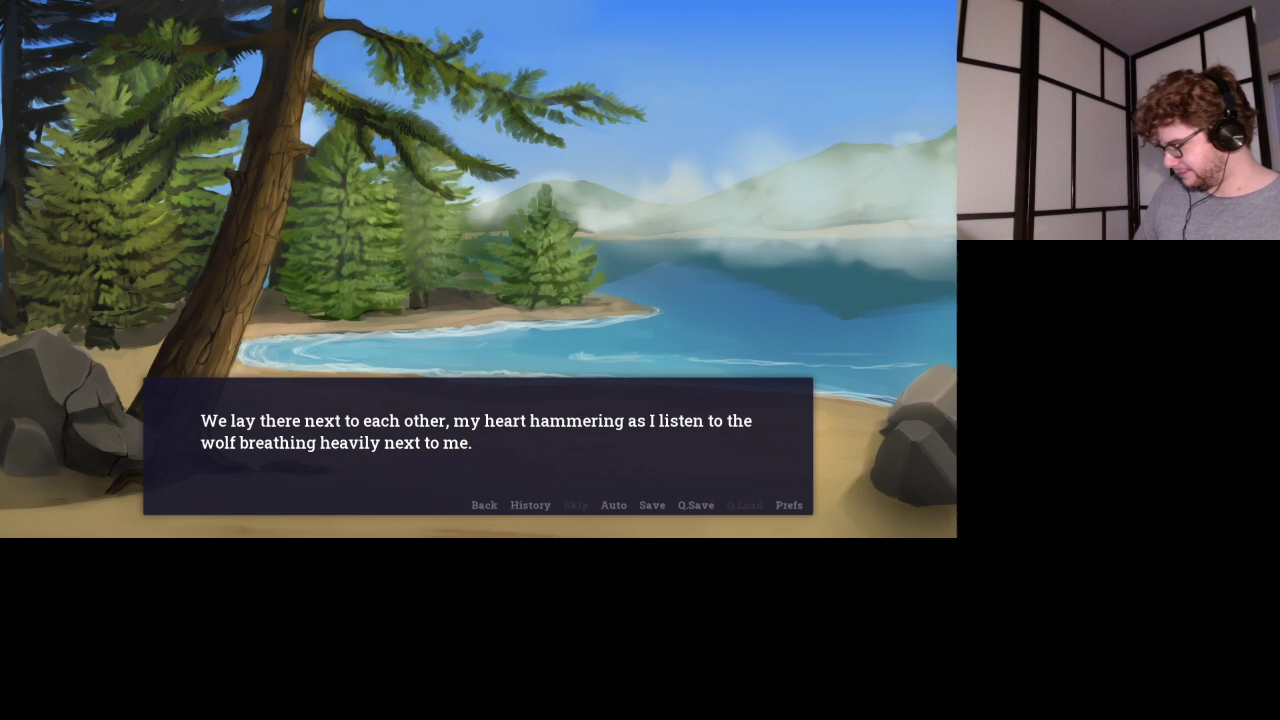 We lay there next to each other, my heart hammering as I listen to the
wolf breathing heavily next to me.
Back History Skip Auto Save Q.Save Q.Load Prefs